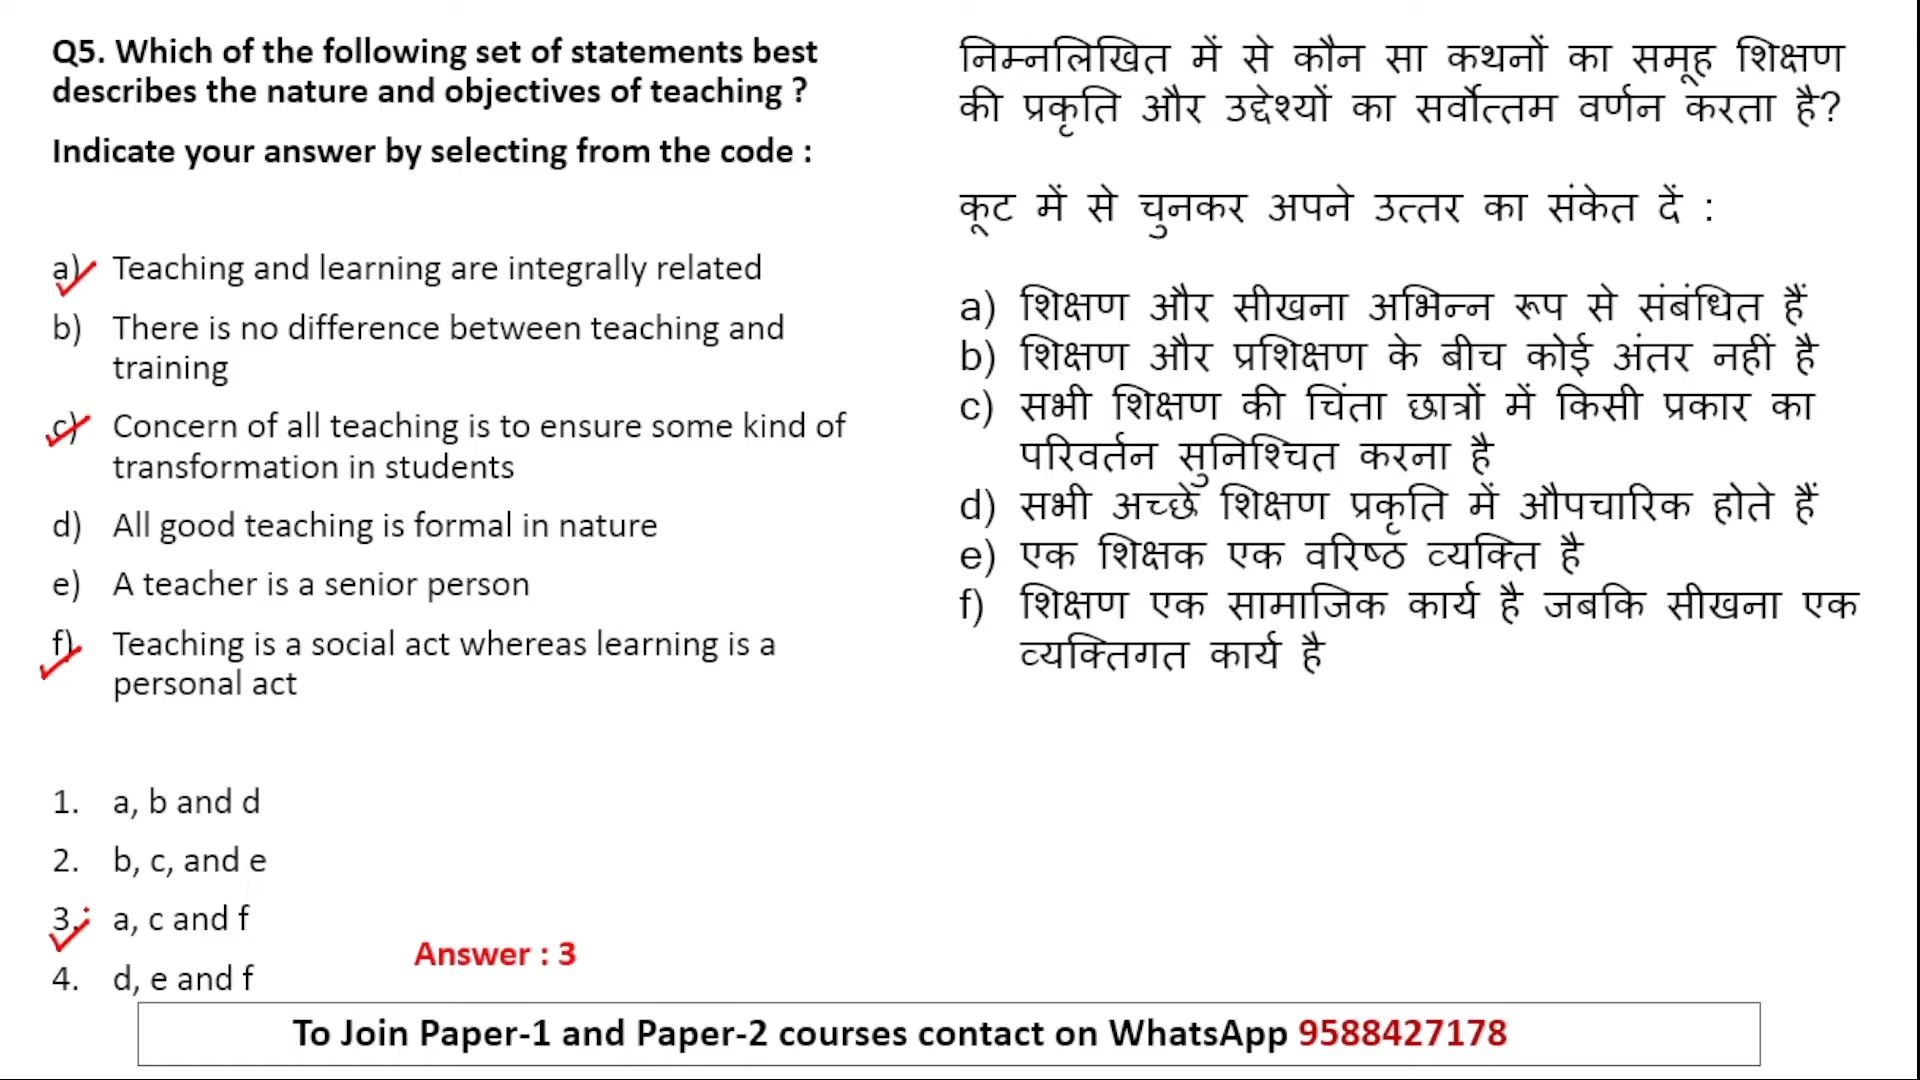 Q5. Which of the following set of statements best
describes the nature and objectives of teaching ?
Indicate your answer by selecting from the code :
a) Teaching and learning are integrally related
b) There is no difference between teaching and
training
c) Concern of all teaching is to ensure some kind of
transformation in students
d) All good teaching is formal in nature
e) A teacher is a senior person
f) Teaching is a social act whereas learning is a
personal act
1. a, b and d
2. b, c, and e
3. a, c and f
4. d, e and f
Answer : 3
निम्नलिखित में से कौन सा कथनों का समूह शिक्षण
की प्रकृति और उद्देश्यों का सर्वोत्तम वर्णन करता है?
कूट में से चुनकर अपने उत्तर का संकेत दें :
a) शिक्षण और सीखना अभिन्न रूप से संबंधित हैं
b) शिक्षण और प्रशिक्षण के बीच कोई अंतर नहीं है
c) सभी शिक्षण की चिंता छात्रों में किसी प्रकार का
परिवर्तन सुनिश्चित करना है
d) सभी अच्छे शिक्षण प्रकृति में औपचारिक होते हैं
e) एक शिक्षक एक वरिष्ठ व्यक्ति है
f) शिक्षण एक सामाजिक कार्य है जबकि सीखना एक
व्यक्तिगत कार्य है
To Join Paper-1 and Paper-2 courses contact on WhatsApp 9588427178